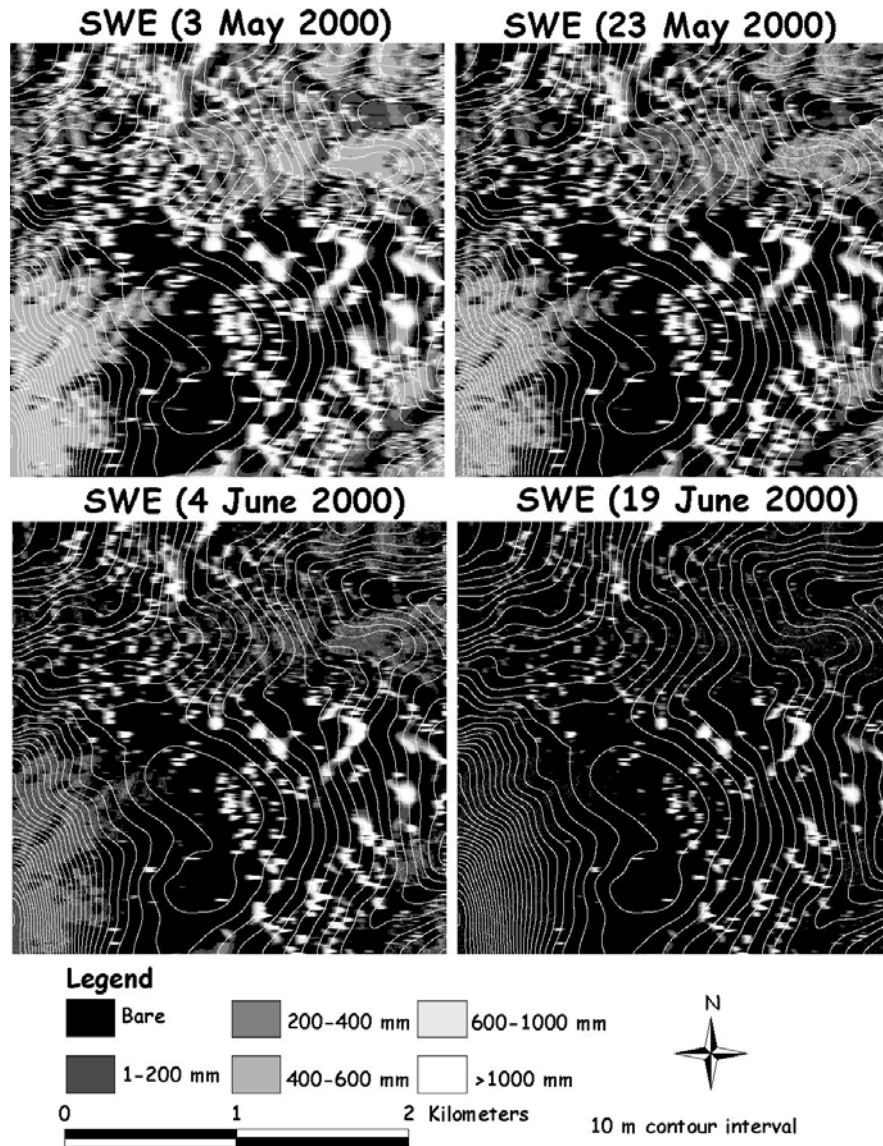 SWE (3 May 2000)
SWE (23 May 2000)
SWE (4 June 2000)
SWE (19 June 2000)
Legend
Bare
200-400 mm
600-1000 mm
1-200 mm
400-600 mm
>1000 mm
N
0 1 2 Kilometers
10 m contour interval